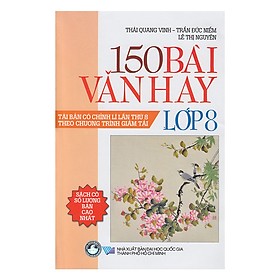 THÁI QUANG VINH - TRẦN ĐỨC NIỀM
LÊ THỊ NGUYÊN
150 BÀI
VĂN HAY
TÁI BẢN CÓ CHỈNH LÍ LẦN THỨ 8
THEO CHƯƠNG TRÌNH GIẢM TẢI
LỚP 8
SÁCH CÓ
SỐ LƯỢNG
BẢN CAO
NHẤT
NHÀ XUẤT BẢN ĐẠI HỌC QUỐC GIA
THÀNH PHỐ HỒ CHÍ MINH